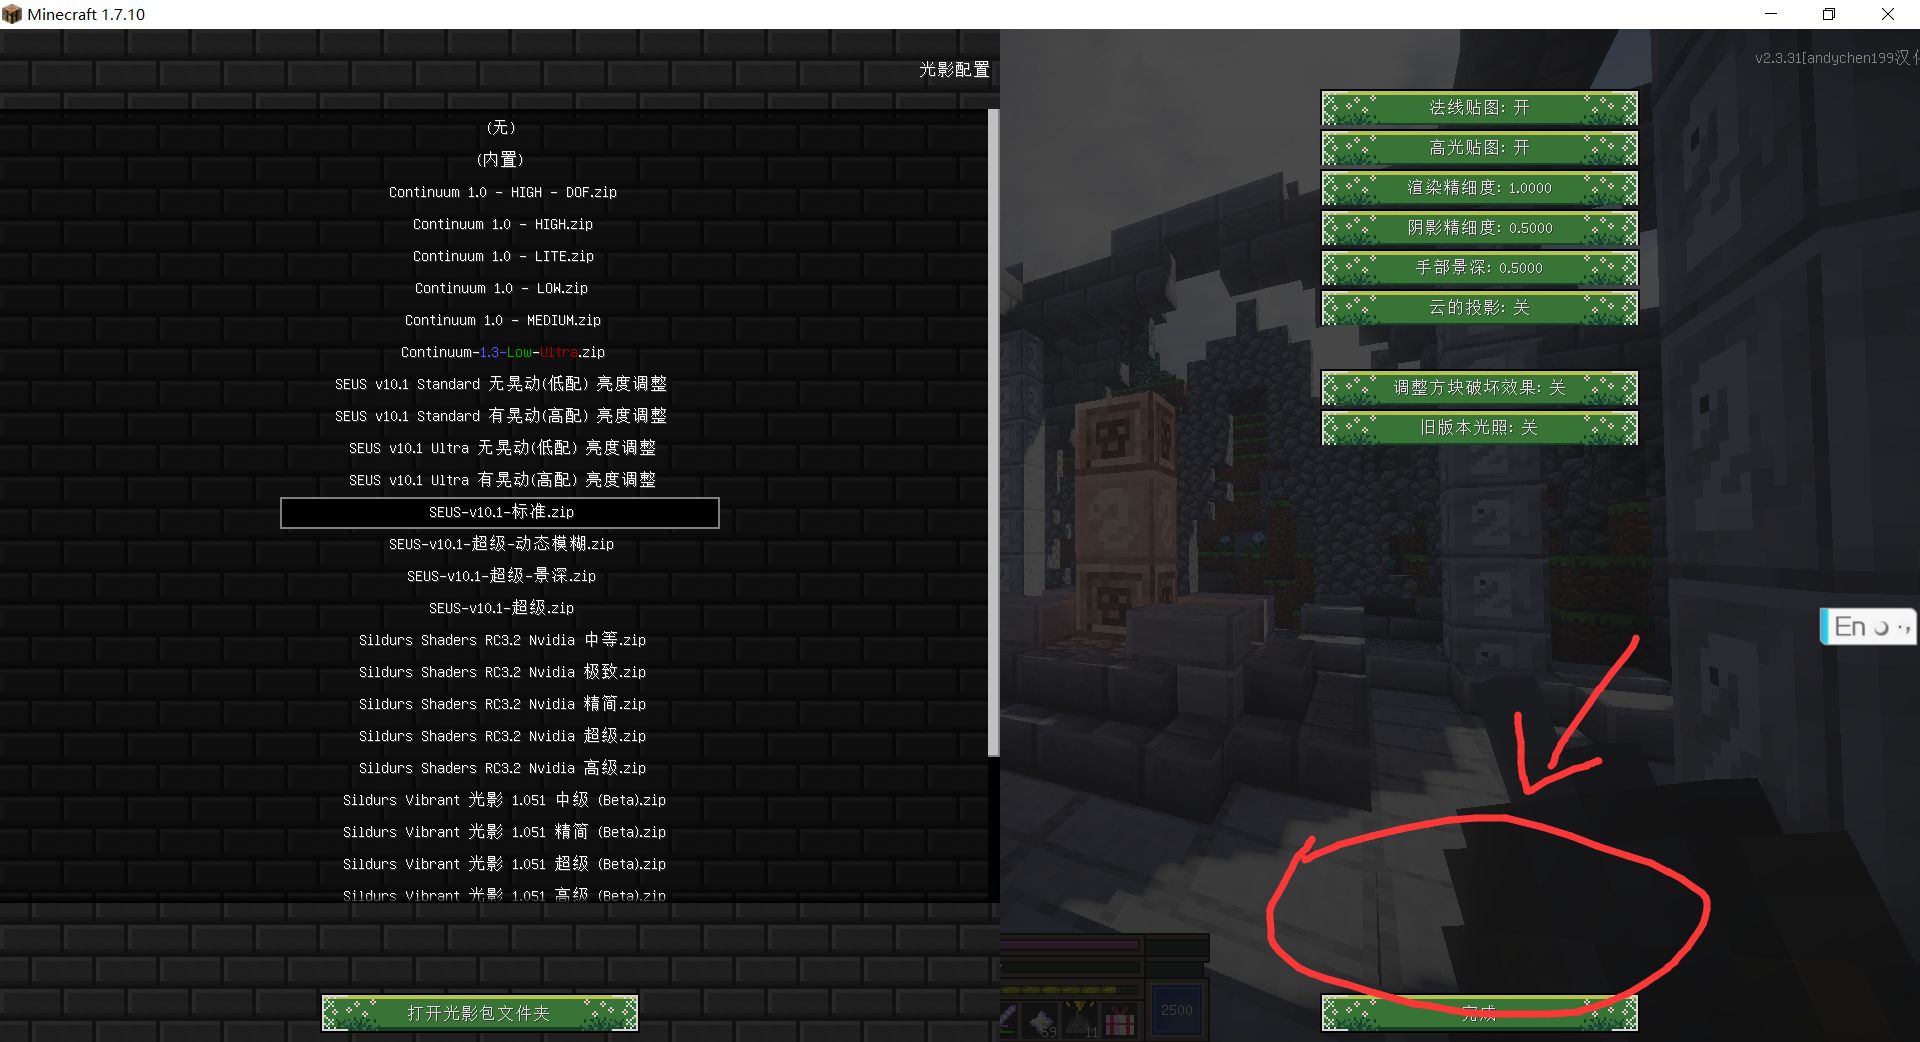 Minecraft 1.7.10
光影配置
v2.3.31[andychen199汉
(无)
(内置)
Continuum 1.0 - HIGH - DOF.zip
Continuum 1.0 - HIGH.zip
Continuum 1.0 - LITE.zip
Continuum 1.0 - LOW.zip
Continuum 1.0 - MEDIUM.zip
Continuum-1.3-Low-Ultra.zip
SEUS v10.1 Standard 无晃动(低配) 亮度调整
SEUS v10.1 Standard 有晃动(高配) 亮度调整
SEUS v10.1 Ultra 无晃动(低配) 亮度调整
SEUS v10.1 Ultra 有晃动(高配) 亮度调整
SEUS-v10.1-标准.zip
SEUS-v10.1-超级-动态模糊.zip
SEUS-v10.1-超级-景深.zip
SEUS-v10.1-超级.zip
Sildurs Shaders RC3.2 Nvidia 中等.zip
Sildurs Shaders RC3.2 Nvidia 极致.zip
Sildurs Shaders RC3.2 Nvidia 精简.zip
Sildurs Shaders RC3.2 Nvidia 超级.zip
Sildurs Shaders RC3.2 Nvidia 高级.zip
Sildurs Vibrant 光影 1.051 中级 (Beta).zip
Sildurs Vibrant 光影 1.051 精简 (Beta).zip
Sildurs Vibrant 光影 1.051 超级 (Beta).zip
Sildurs Vibrant 光影 1.051 高级 (Beta).zip
打开光影包文件夹
法线贴图: 开
高光贴图: 开
渲染精细度: 1.0000
阴影精细度: 0.5000
手部景深: 0.5000
云的投影: 关
调整方块破坏效果: 关
旧版本光照: 关
En
59
11
2500
完成